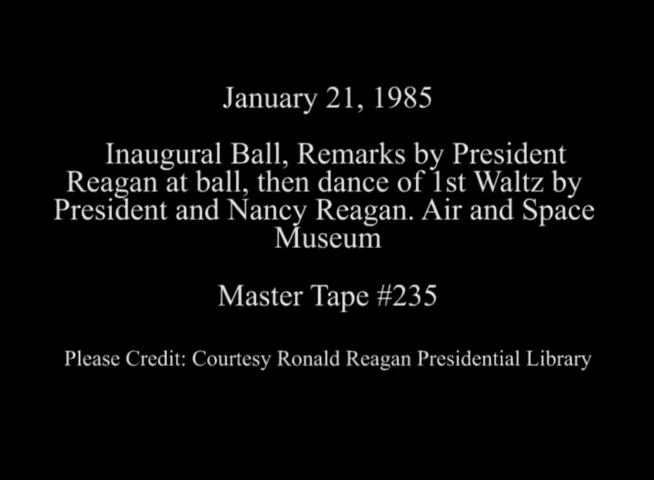 January 21, 1985
Inaugural Ball, Remarks by President
Reagan at ball, then dance of 1st Waltz by
President and Nancy Reagan. Air and Space
Museum
Master Tape #235
Please Credit: Courtesy Ronald Reagan Presidential Library